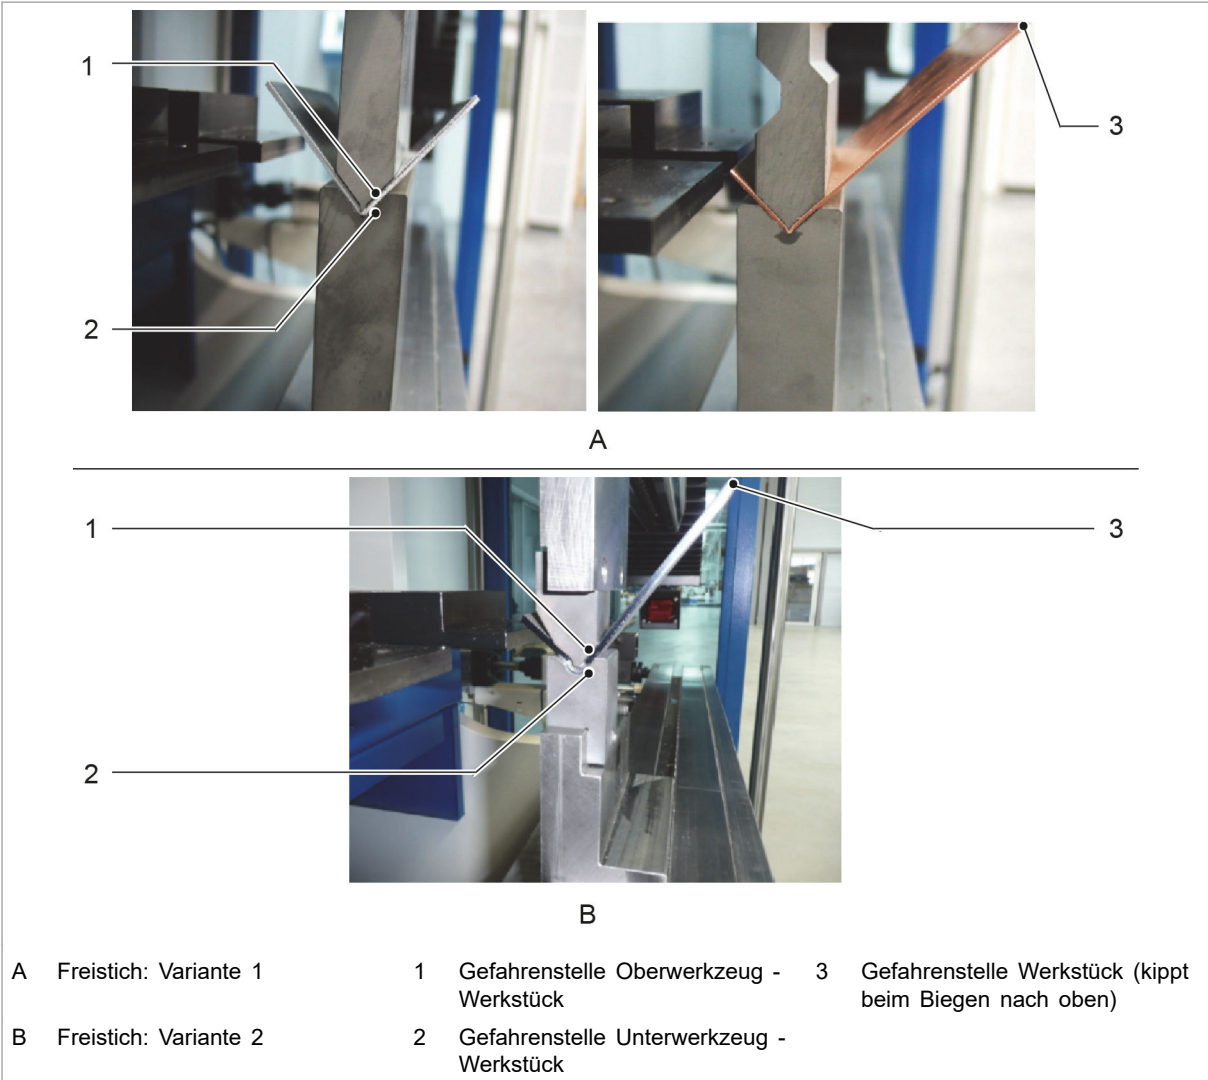 1
3
2
A
1
3
2
B
A Freistich: Variante 1
1 Gefahrenstelle Oberwerkzeug -
Werkstück
3 Gefahrenstelle Werkstück (kippt
beim Biegen nach oben)
B Freistich: Variante 2
2 Gefahrenstelle Unterwerkzeug -
Werkstück